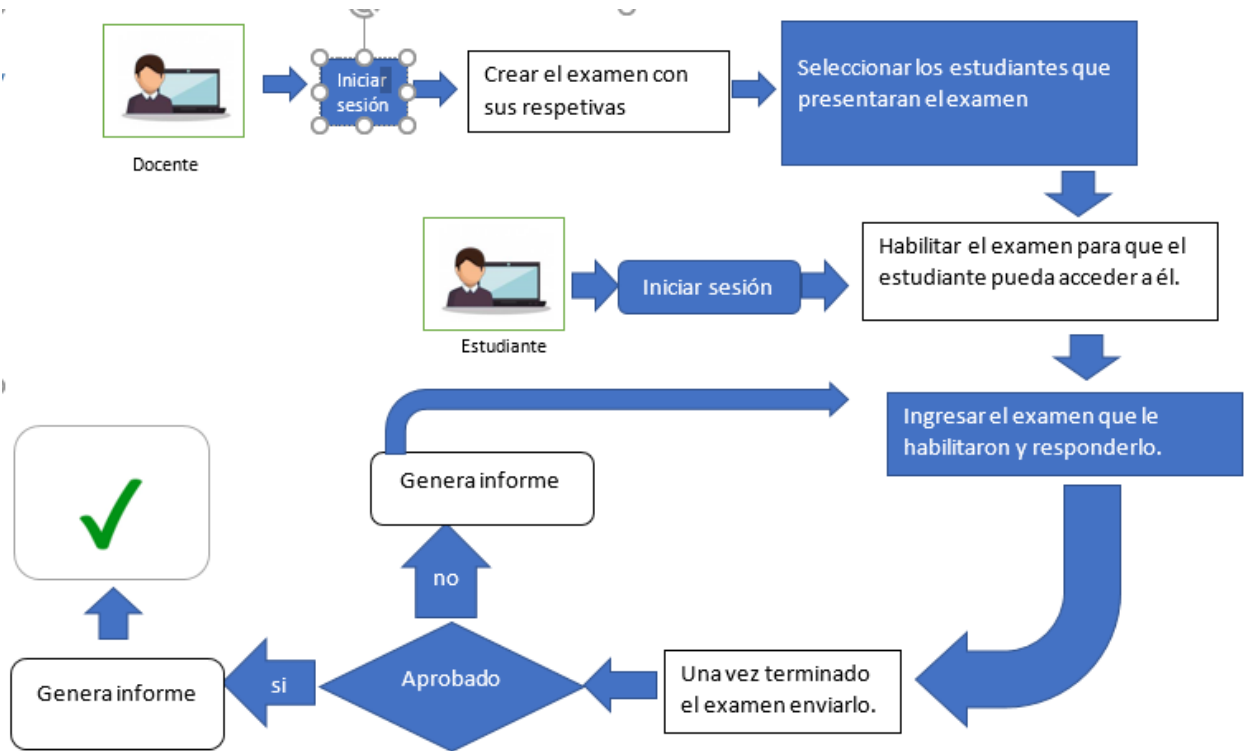 Docente
Iniciar
sesión
Crear el examen con
sus respetivas
Seleccionar los estudiantes que
presentaran el examen
Estudiante
Iniciar sesión
Habilitar el examen para que el
estudiante pueda acceder a él.
Ingresar el examen que le
habilitaron y responderlo.
Una vez terminado
el examen enviarlo.
Aprobado
no
Genera informe
si
Genera informe